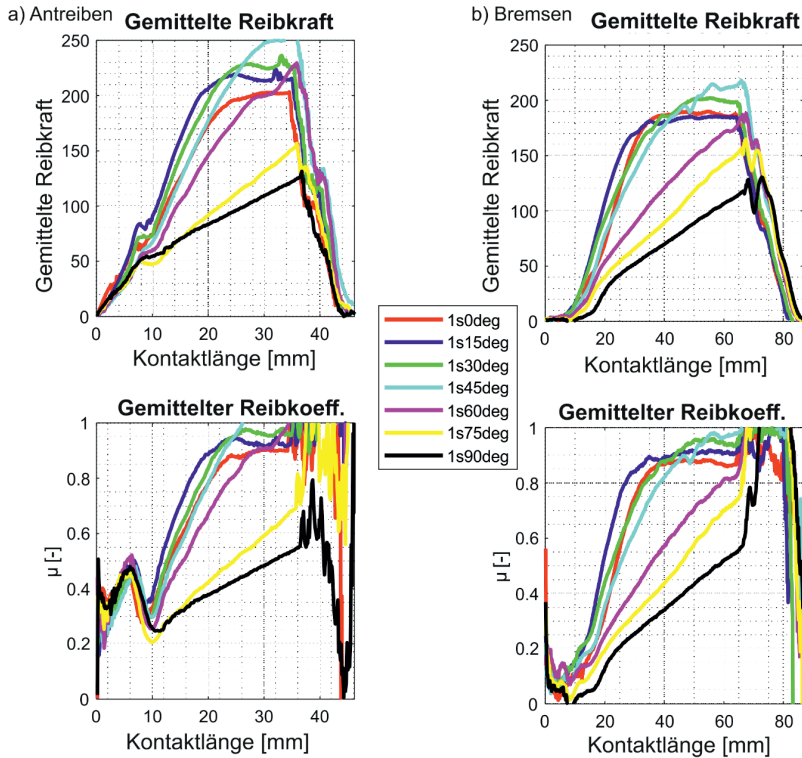 a) Antreiben
Gemittelte Reibkraft
Gemittelte Reibkraft
250
200
150
100
50
0
0 10 20 30 40
Kontaktlänge [mm]
b) Bremsen
Gemittelte Reibkraft
Gemittelte Reibkraft
250
200
150
100
50
0
0 20 40 60 80
Kontaktlänge [mm]
1s0deg
1s15deg
1s30deg
1s45deg
1s60deg
1s75deg
1s90deg
Gemittelter Reibkoeff.
μ [-]
1
0.8
0.6
0.4
0.2
0
0 10 20 30 40
Kontaktlänge [mm]
Gemittelter Reibkoeff.
μ [-]
1
0.8
0.6
0.4
0.2
0
0 20 40 60 80
Kontaktlänge [mm]